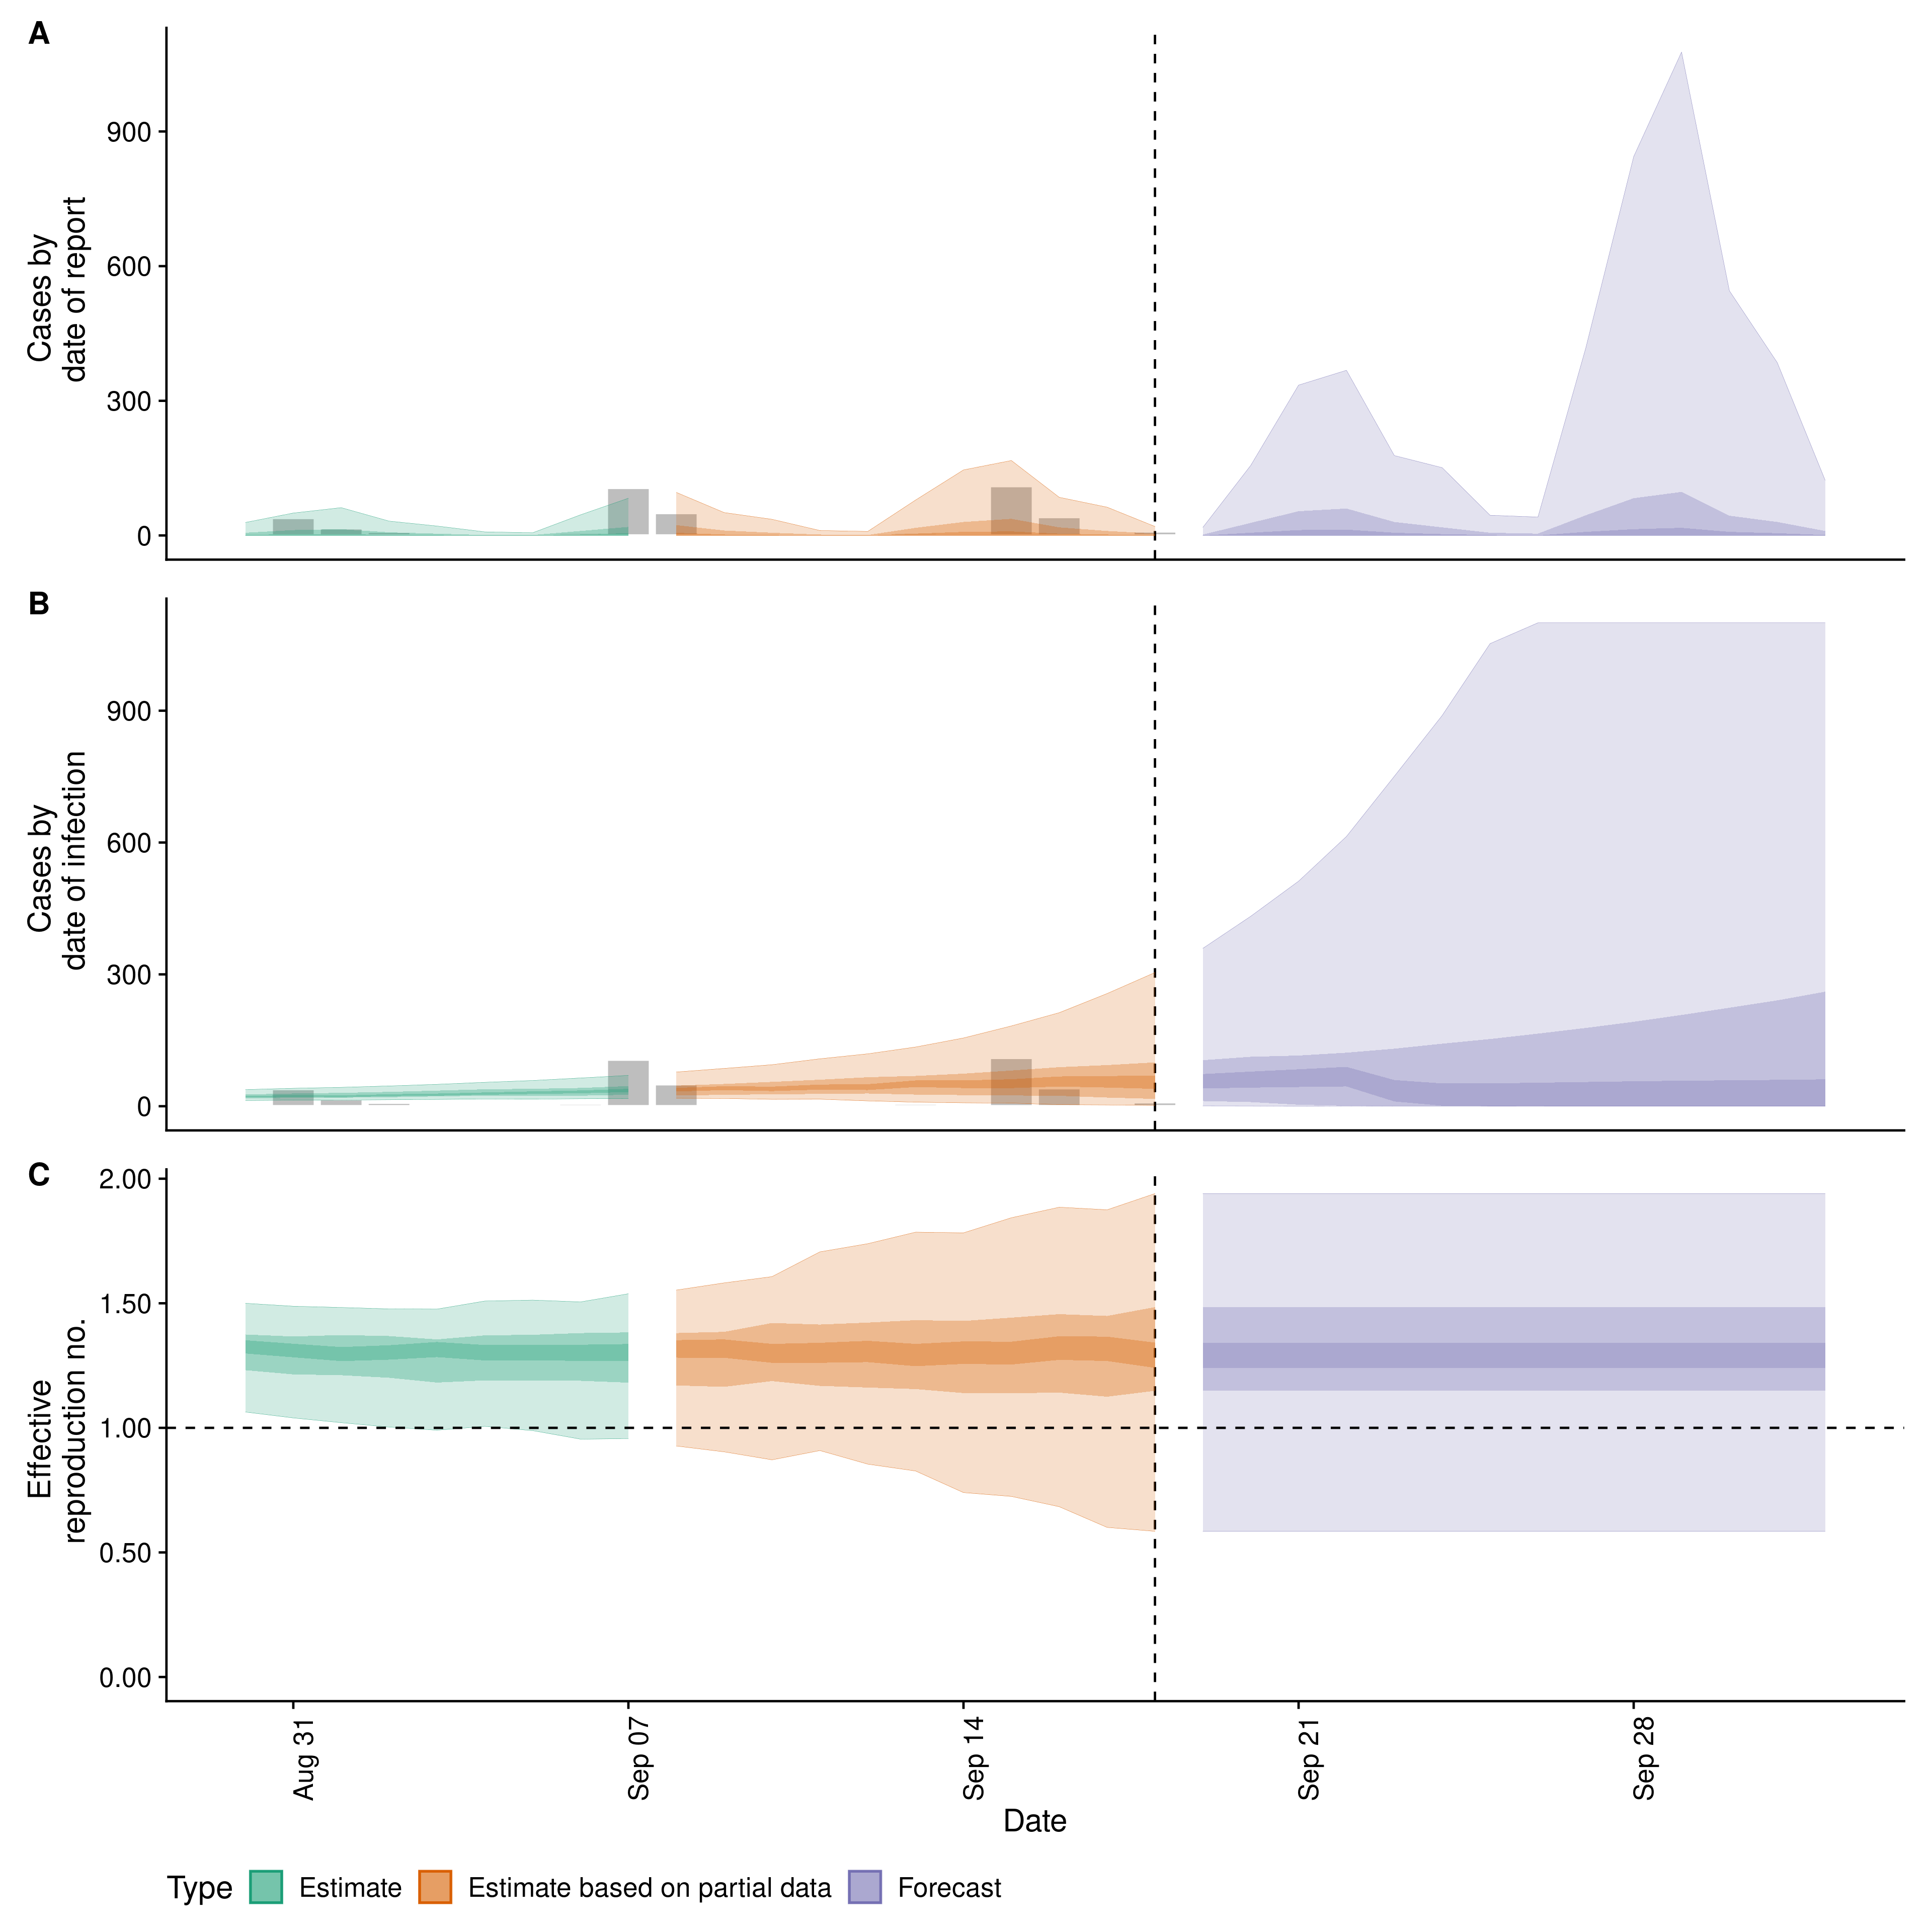 A
Cases by
date of report
900
600
300
0
B
Cases by
date of infection
900
600
300
0
C
Effective
reproduction no.
2.00
1.50
1.00
0.50
0.00
Aug 31
Sep 07
Sep 14
Sep 21
Sep 28
Date
Type Estimate Estimate based on partial data Forecast